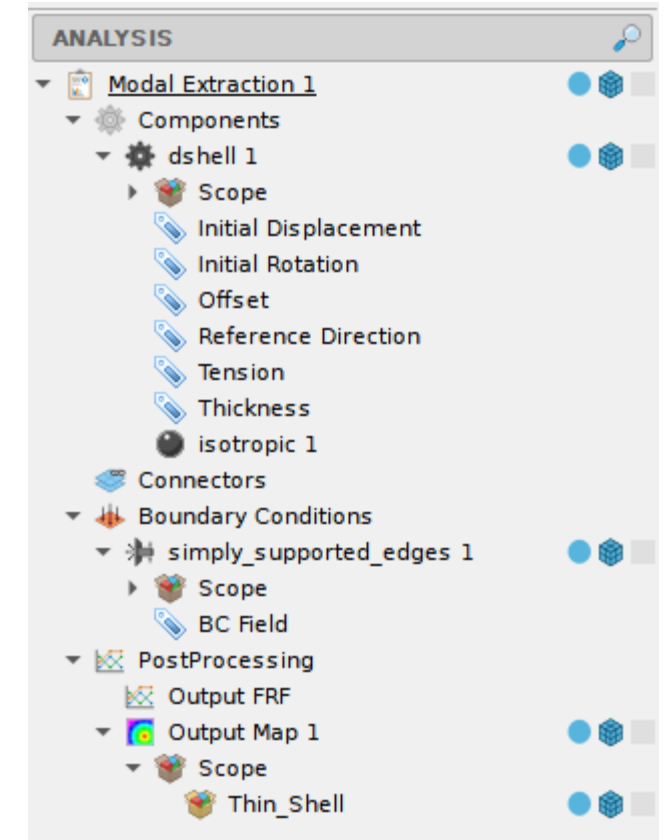 ANALYSIS
Modal Extraction 1
Components
dshell 1
Scope
Initial Displacement
Initial Rotation
Offset
Reference Direction
Tension
Thickness
isotropic 1
Connectors
Boundary Conditions
simply_supported_edges 1
Scope
BC Field
PostProcessing
Output FRF
Output Map 1
Scope
Thin_Shell